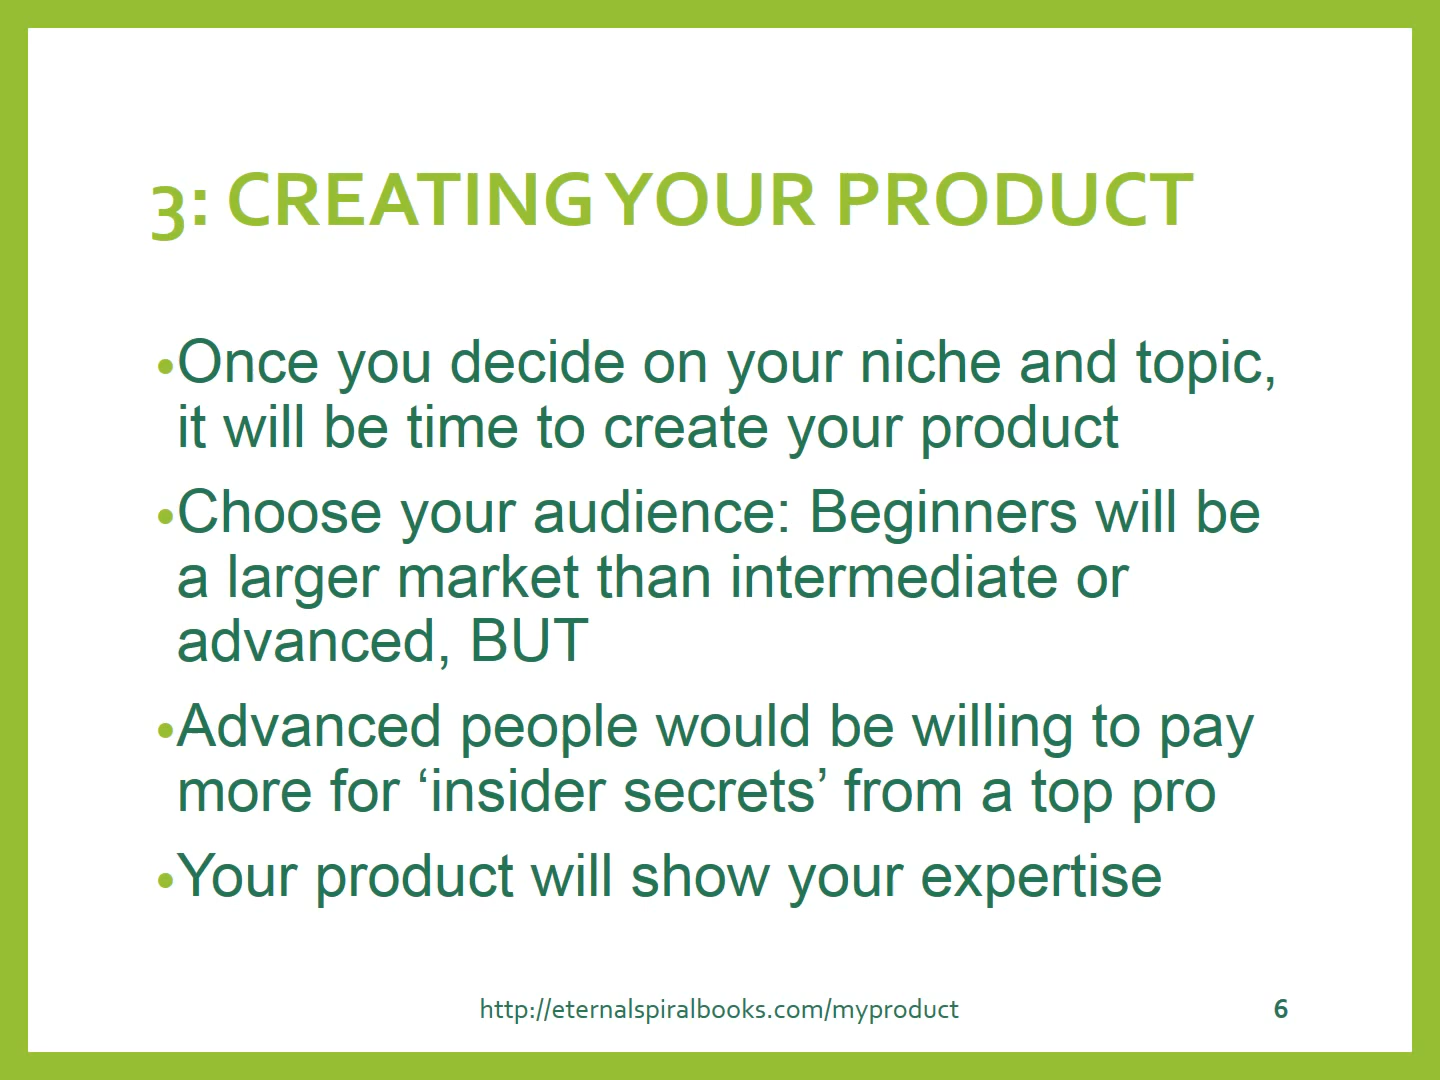 3: CREATING YOUR PRODUCT
•Once you decide on your niche and topic,
it will be time to create your product
•Choose your audience: Beginners will be
a larger market than intermediate or
advanced, BUT
•Advanced people would be willing to pay
more for ‘insider secrets’ from a top pro
•Your product will show your expertise
http://eternalspiralbooks.com/myproduct
6